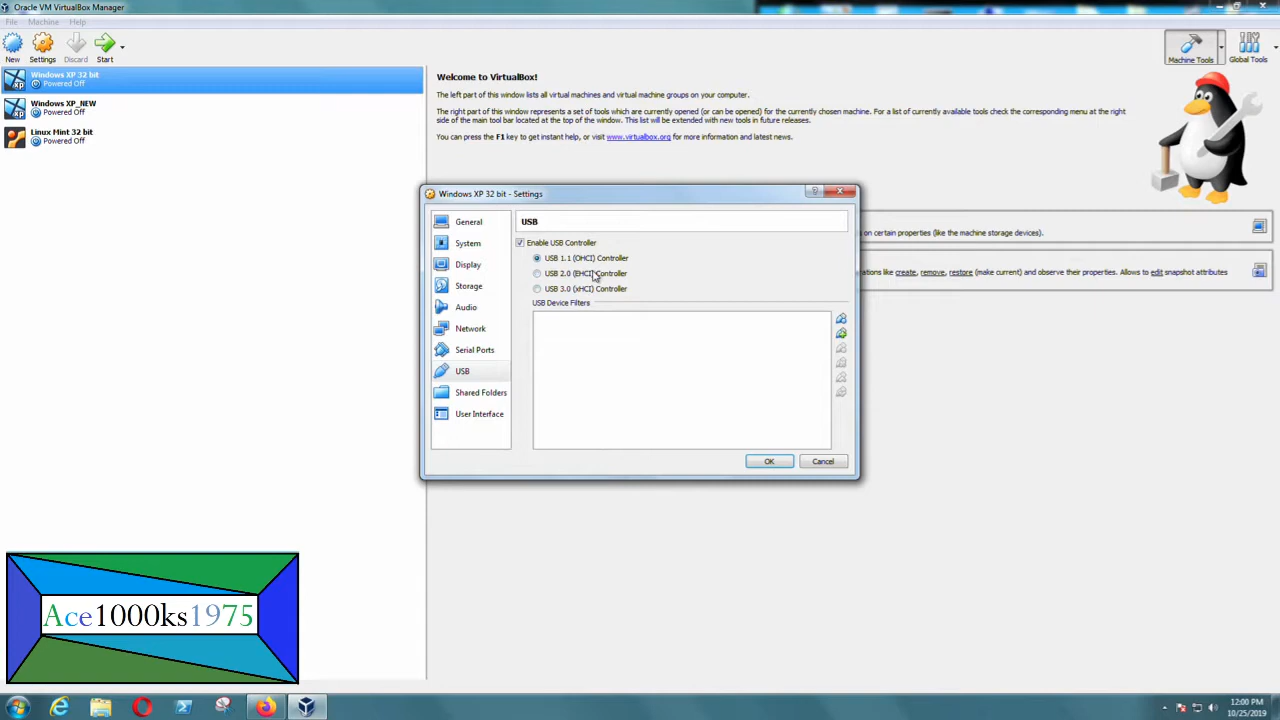 Oracle VM VirtualBox Manager
File Machine Help
New Settings Discard Start
Machine Tools Global Tools
Windows XP 32 bit
Powered Off
Windows XP_NEW
Powered Off
Linux Mint 32 bit
Powered Off
Welcome to VirtualBox!
The left part of this window lists all virtual machines and virtual machine groups on your computer.
The right part of this window represents a set of tools which are currently opened (or can be opened) for the currently chosen machine. For a list of currently available tools check the corresponding menu at the right
side of the main tool bar located at the top of the window. This list will be extended with new tools in future releases.
You can press the F1 key to get instant help, or visit www.virtualbox.org for more information and latest news.
xp
xp
on certain properties (like the machine storage devices).
like create, remove, restore (make current) and observe their properties. Allows to edit snapshot attributes
Windows XP 32 bit - Settings
General
System
Display
Storage
Audio
Network
Serial Ports
USB
Shared Folders
User Interface
USB
Enable USB Controller
USB 1.1 (OHCI) Controller
USB 2.0 (EHCI) Controller
USB 3.0 (xHCI) Controller
USB Device Filters
OK Cancel
Ace1000ks1975
12:00 PM
10/25/2019